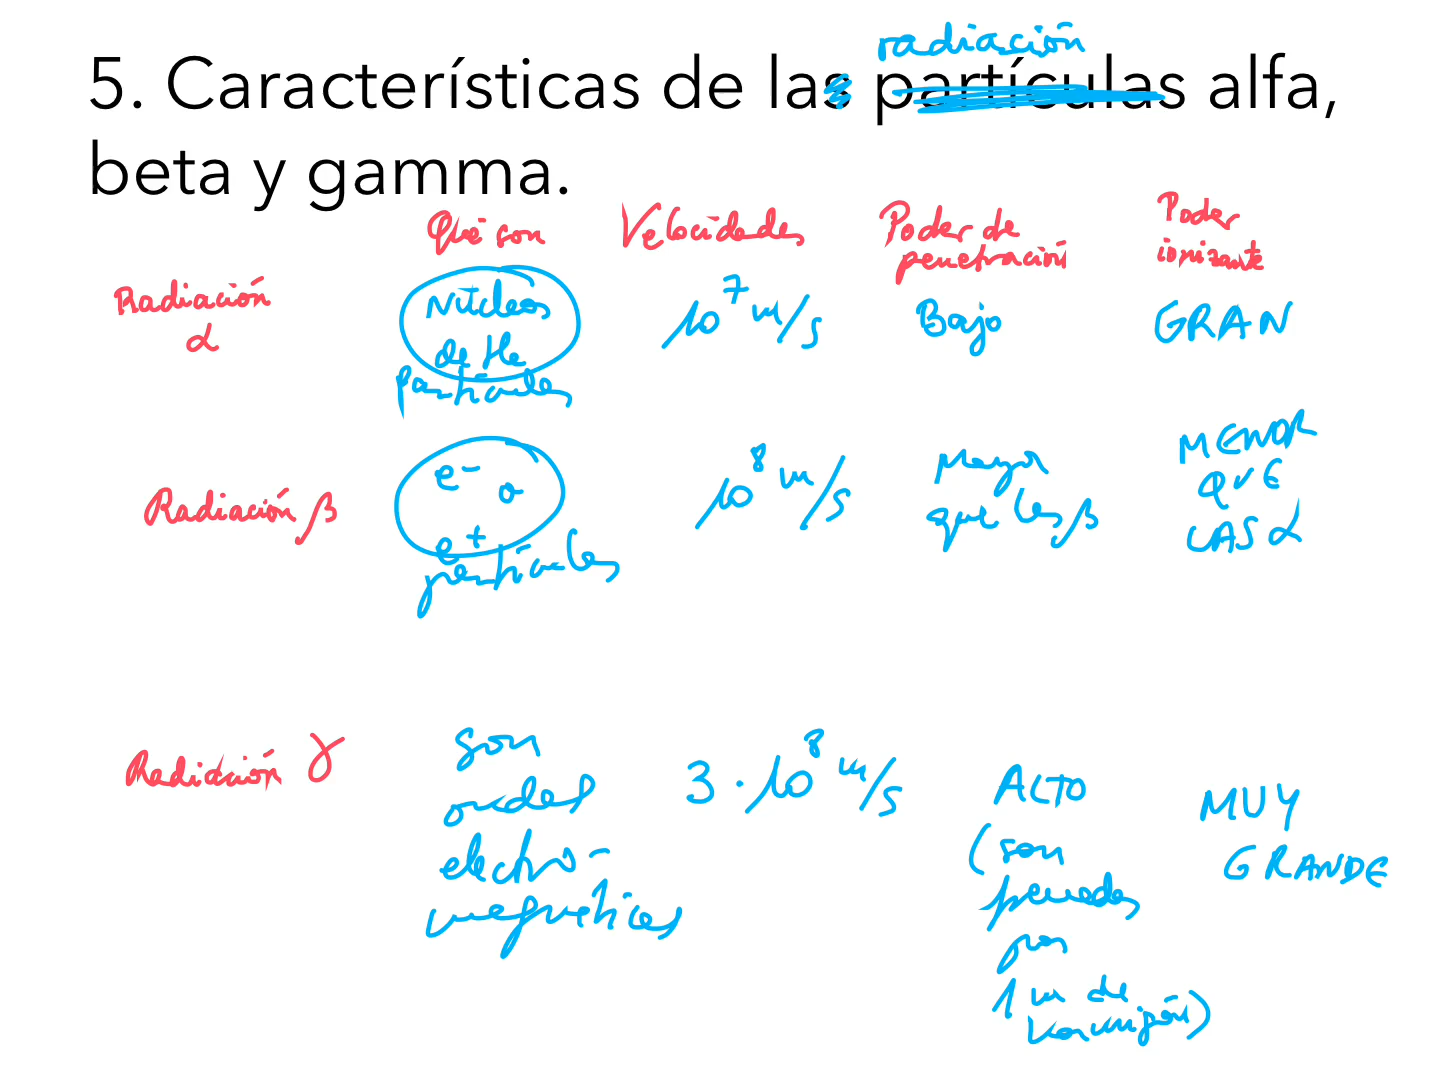 radiación
5. Características de las partículas alfa,
beta y gamma.
Qué son Velocidades Poder de penetración Poder ionizante
Radiación α
Núcleos de He partículas
10⁷ m/s
Bajo
GRAN
Radiación β
e⁻ o e⁺ partículas
10⁸ m/s
Mayor que las β
MENOR QUE LAS α
Radiación γ
son ondas electro-magnéticas
3 · 10⁸ m/s
ALTO (son penadas por 1 m de hormigón)
MUY GRANDE